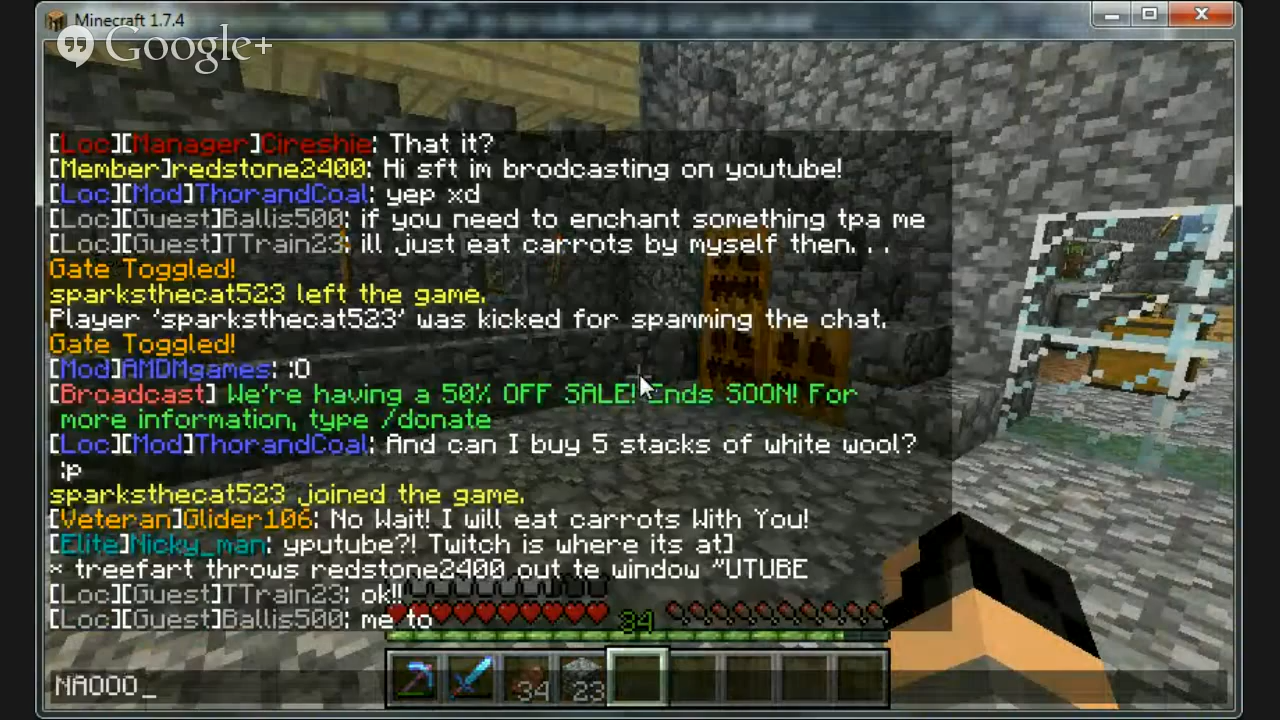 Minecraft 1.7.4
Google+
[Loc][Manager]Cireshie: That it?
[Member]redstone2400: Hi sft im brodcasting on youtube!
[Loc][Mod]ThorandCoal: yep xd
[Loc][Guest]Ballis500: if you need to enchant something tpa me
[Loc][Guest]TTrain23: ill just eat carrots by myself then. . .
Gate Toggled!
sparksthecat523 left the game.
Player 'sparksthecat523' was kicked for spamming the chat.
Gate Toggled!
[Mod]AMDMgames: :O
[Broadcast] We're having a 50% OFF SALE! Ends SOON! For
more information, type /donate
[Loc][Mod]ThorandCoal: And can I buy 5 stacks of white wool?
:p
sparksthecat523 joined the game.
[Veteran]Glider106: No Wait! I will eat carrots With You!
[Elite]Nicky_man: yputube?! Twitch is where its at]
* treefart throws redstone2400 out te window ~UTUBE
[Loc][Guest]TTrain23: ok!!
[Loc][Guest]Ballis500: me to
34
34
23
NAOOO_